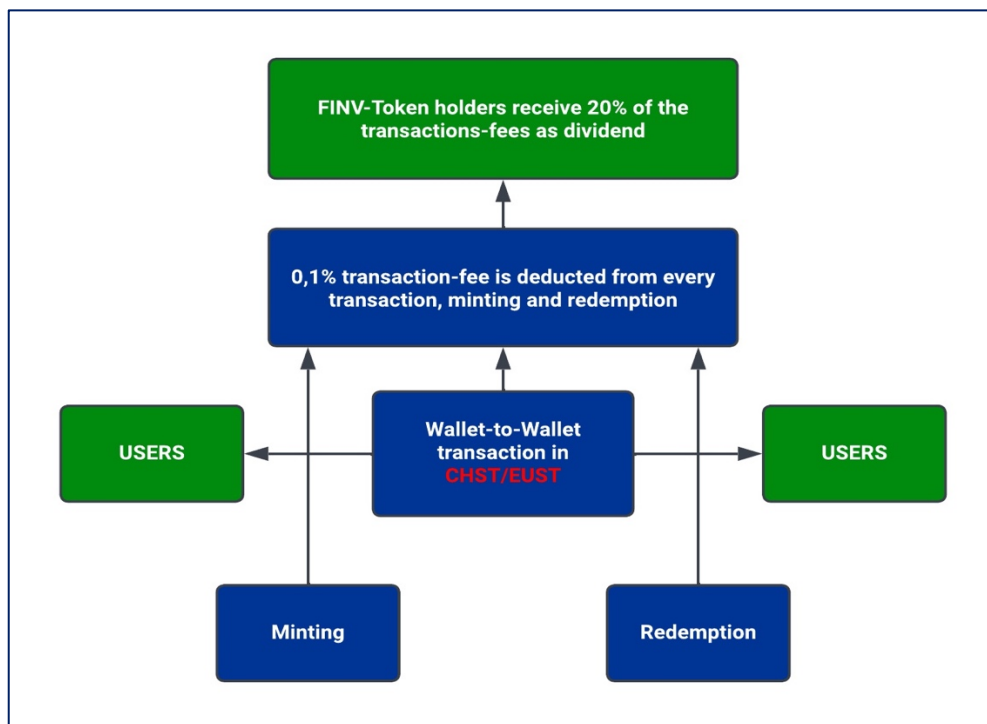 FINV-Token holders receive 20% of the
transactions-fees as dividend
0,1% transaction-fee is deducted from every
transaction, minting and redemption
USERS
Wallet-to-Wallet
transaction in
CHST/EUST
USERS
Minting
Redemption